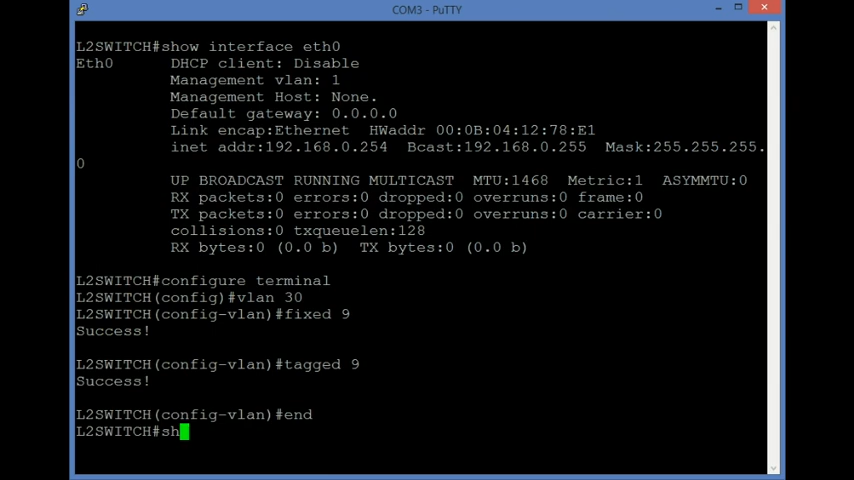 COM3 - PuTTY
L2SWITCH#show interface eth0
Eth0 DHCP client: Disable
Management vlan: 1
Management Host: None.
Default gateway: 0.0.0.0
Link encap:Ethernet HWaddr 00:0B:04:12:78:E1
inet addr:192.168.0.254 Bcast:192.168.0.255 Mask:255.255.255.
0
UP BROADCAST RUNNING MULTICAST MTU:1468 Metric:1 ASYMMTU:0
RX packets:0 errors:0 dropped:0 overruns:0 frame:0
TX packets:0 errors:0 dropped:0 overruns:0 carrier:0
collisions:0 txqueuelen:128
RX bytes:0 (0.0 b) TX bytes:0 (0.0 b)
L2SWITCH#configure terminal
L2SWITCH(config)#vlan 30
L2SWITCH(config-vlan)#fixed 9
Success!
L2SWITCH(config-vlan)#tagged 9
Success!
L2SWITCH(config-vlan)#end
L2SWITCH#sh